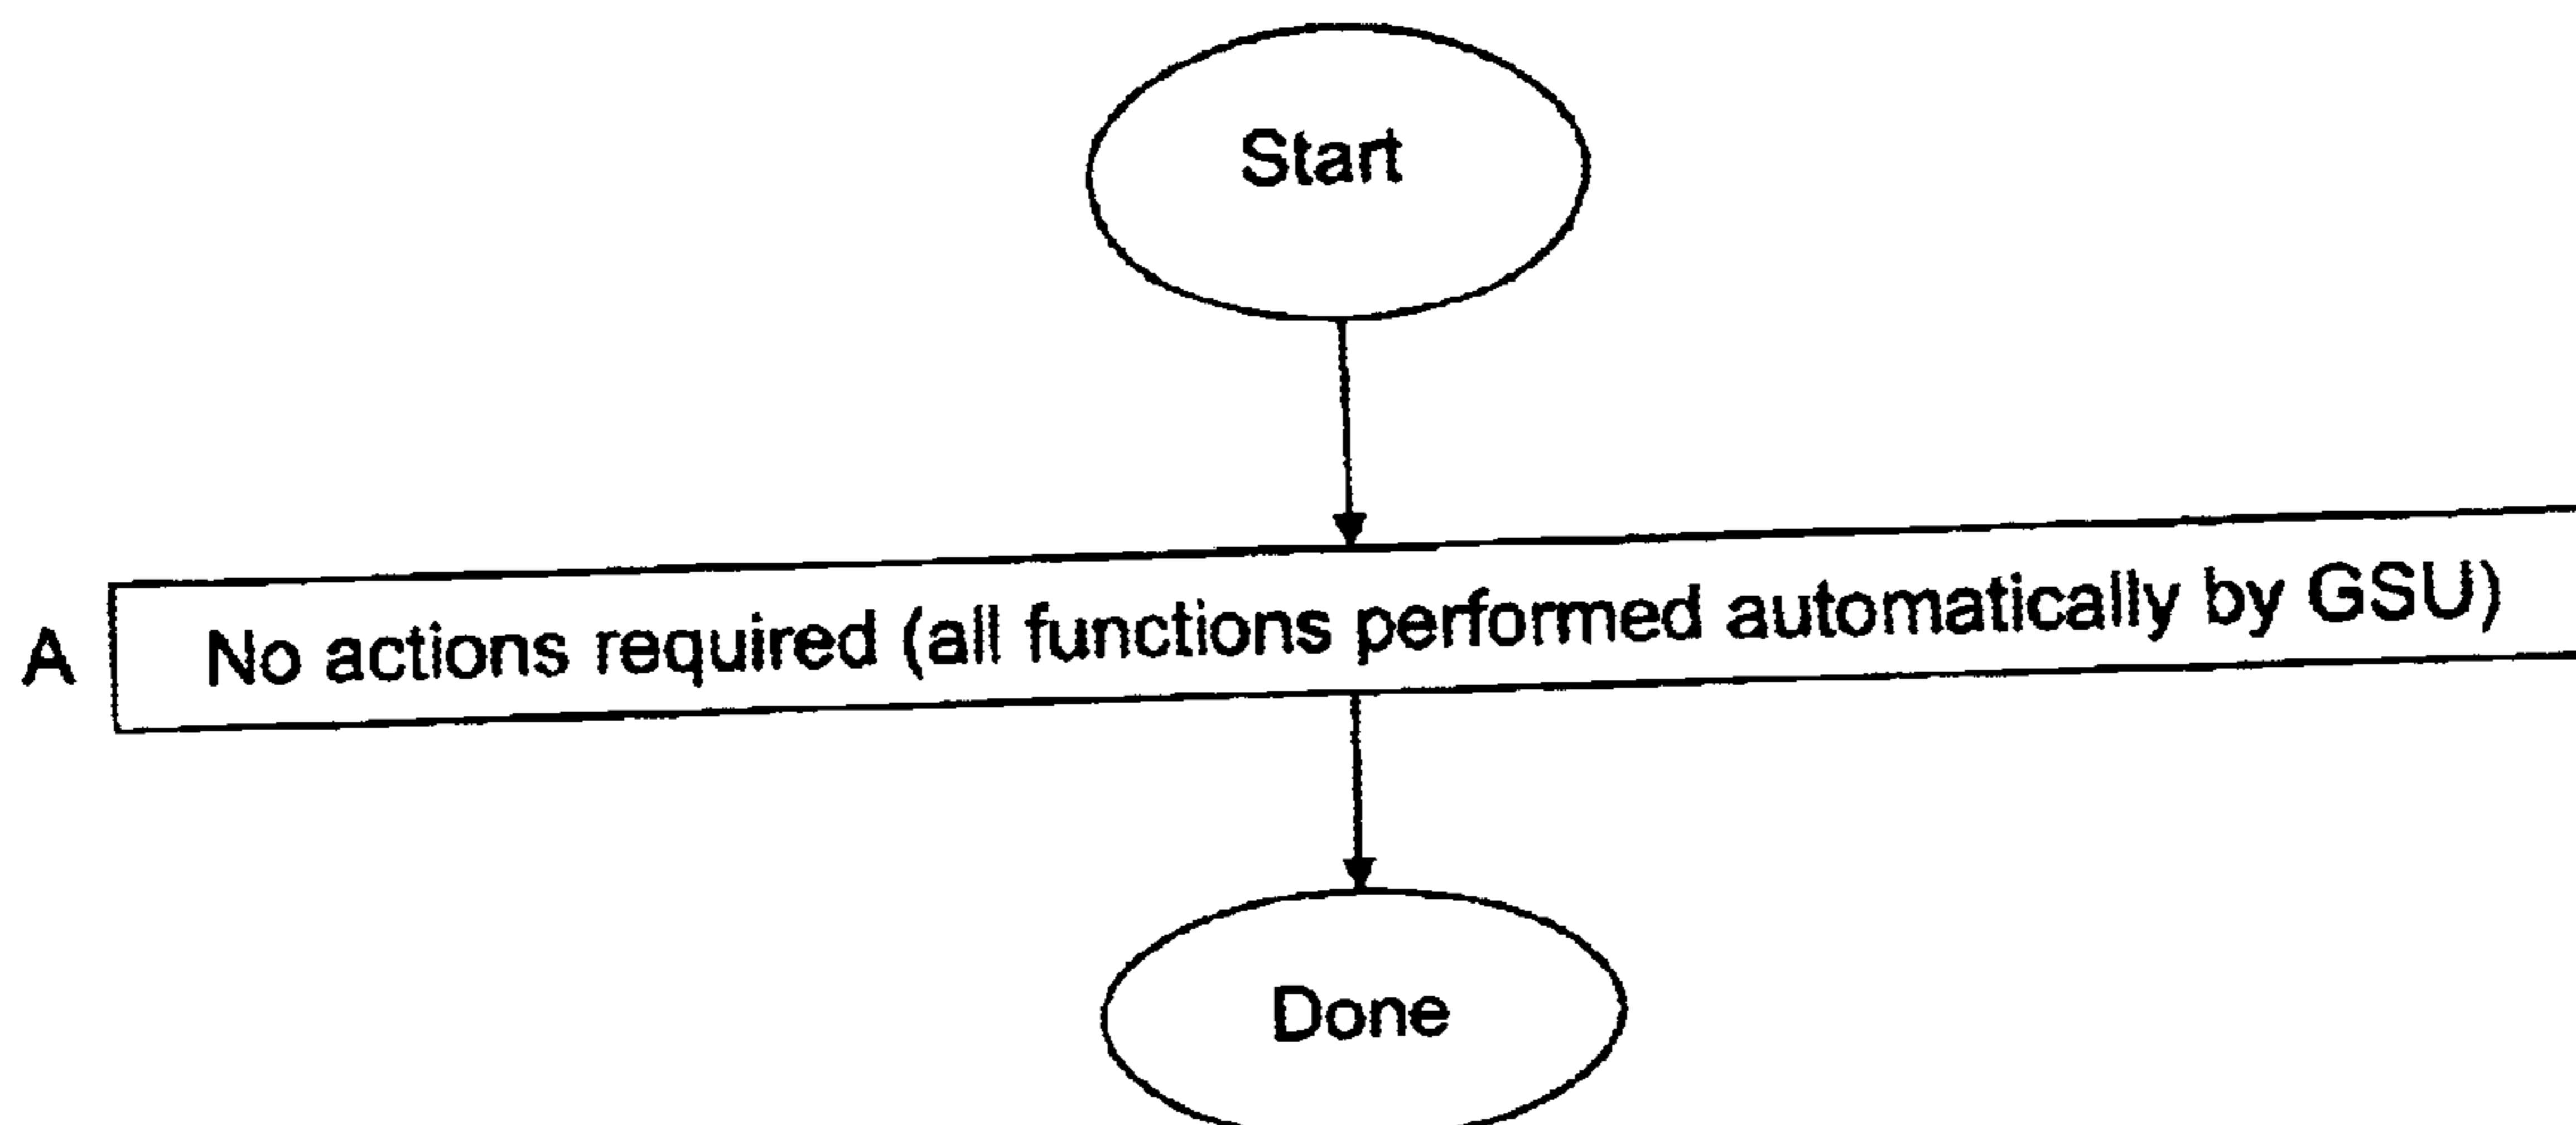 Start
A No actions required (all functions performed automatically by GSU)
Done